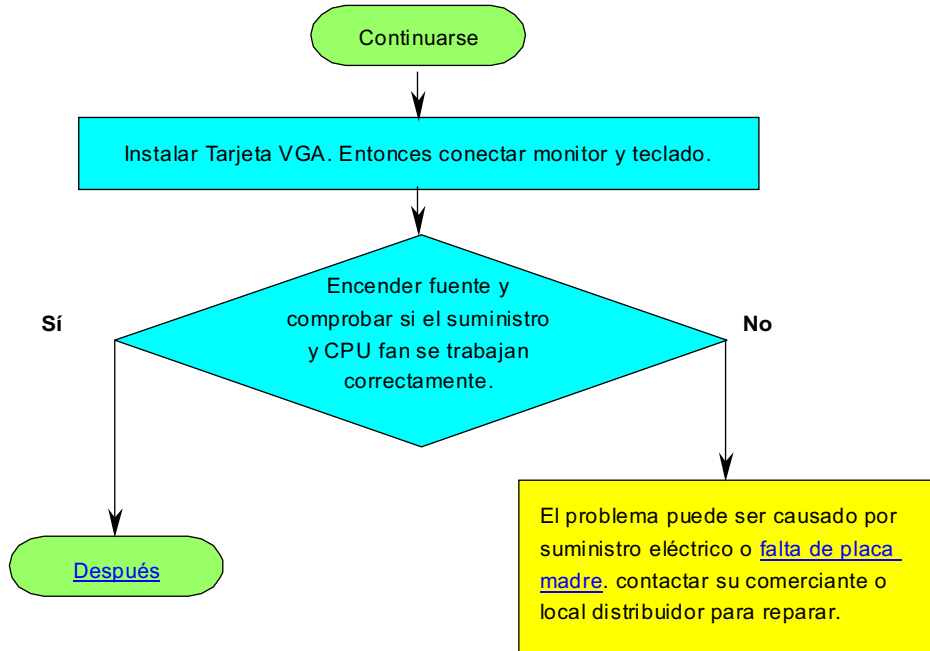 Continuarse
Instalar Tarjeta VGA. Entonces conectar monitor y teclado.
Encender fuente y
comprobar si el suministro
y CPU fan se trabajan
correctamente.
Sí
No
Después
El problema puede ser causado por
suministro eléctrico o falta de placa
madre. contactar su comerciante o
local distribuidor para reparar.